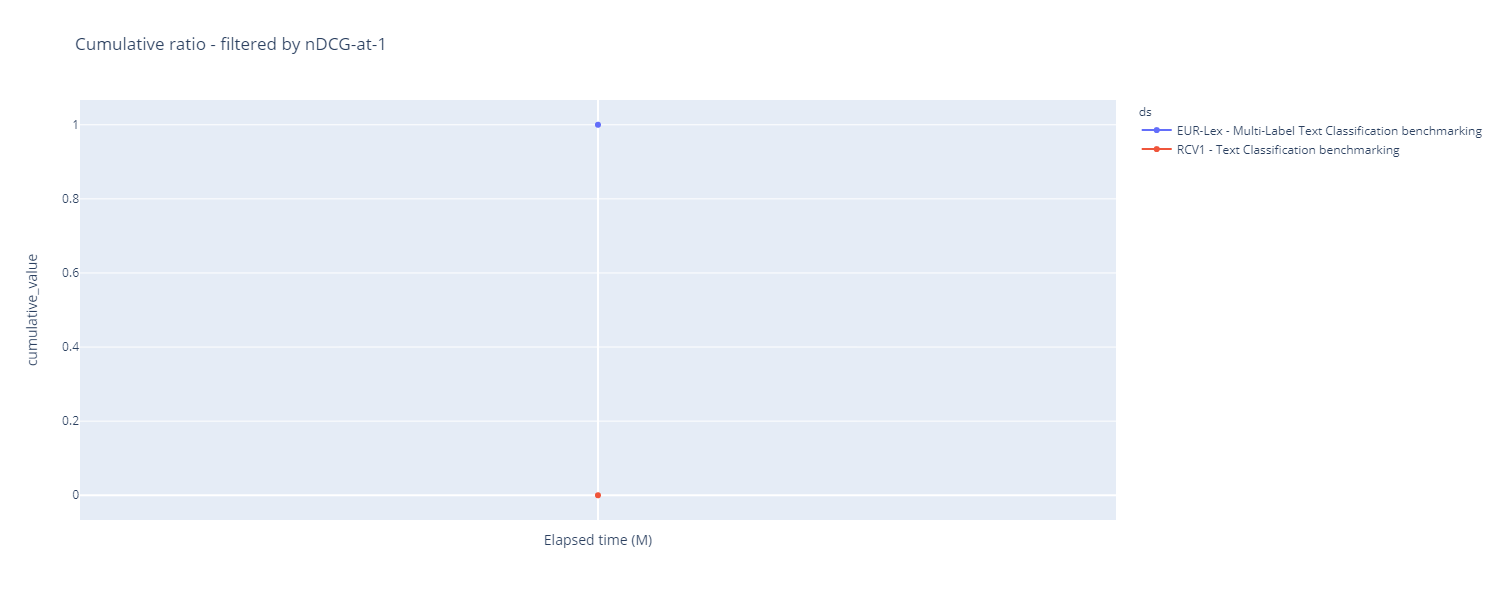 Cumulative ratio - filtered by nDCG-at-1
ds
EUR-Lex - Multi-Label Text Classification benchmarking
RCV1 - Text Classification benchmarking
cumulative_value
1
0.8
0.6
0.4
0.2
0
Elapsed time (M)